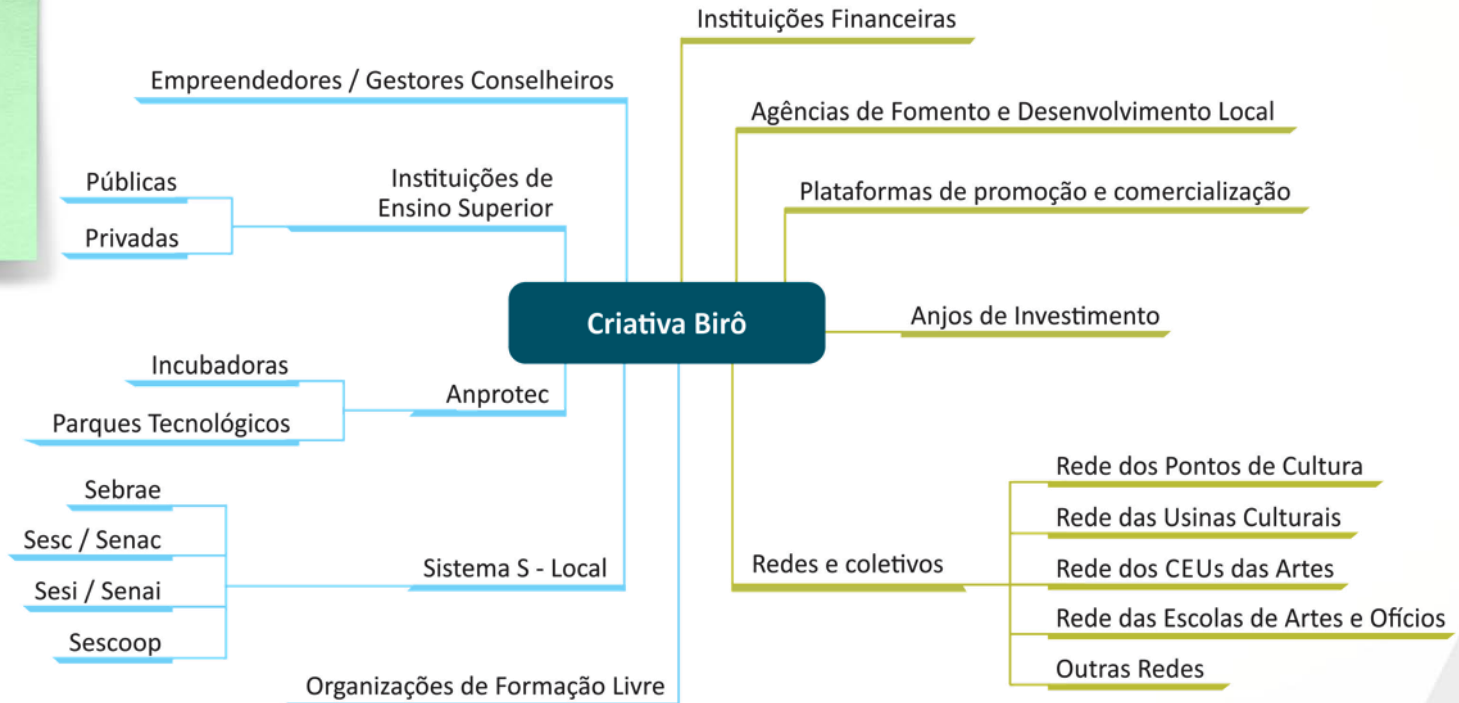 Instituições Financeiras
Empreendedores / Gestores Conselheiros
Agências de Fomento e Desenvolvimento Local
Públicas
Privadas
Instituições de
Ensino Superior
Plataformas de promoção e comercialização
Criativa Birô
Anjos de Investimento
Incubadoras
Parques Tecnológicos
Anprotec
Sebrae
Sesc / Senac
Sesi / Senai
Sescoop
Sistema S - Local
Redes e coletivos
Rede dos Pontos de Cultura
Rede das Usinas Culturais
Rede dos CEUs das Artes
Rede das Escolas de Artes e Ofícios
Outras Redes
Organizações de Formação Livre